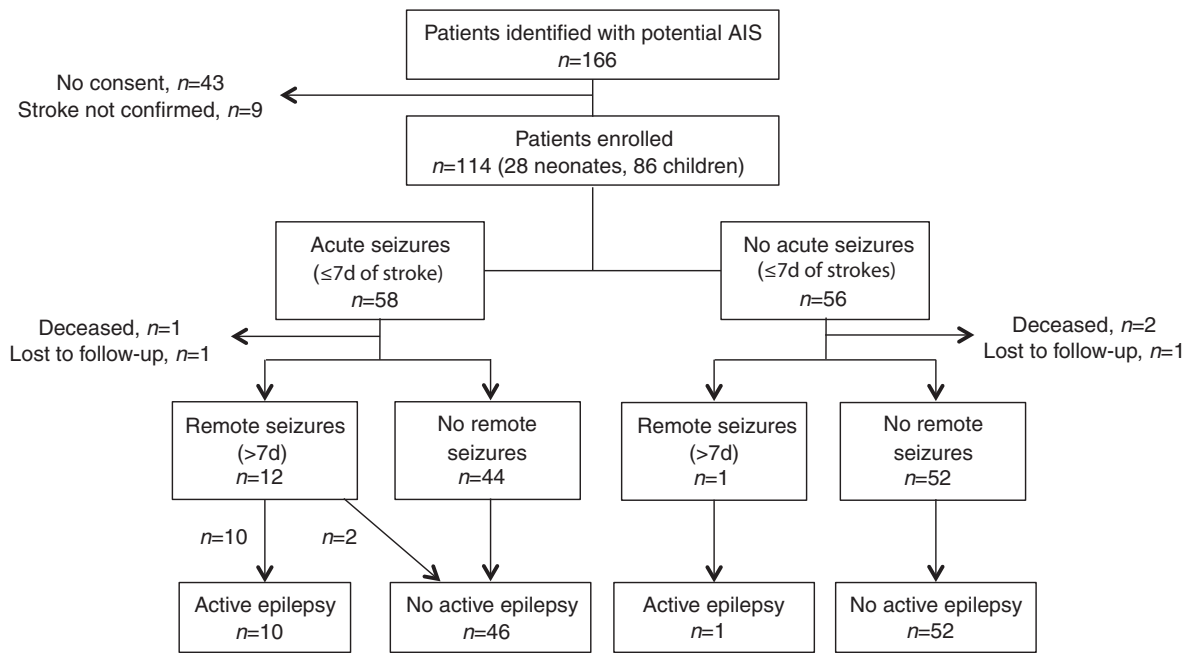 Patients identified with potential AIS
n=166
No consent, n=43
Stroke not confirmed, n=9
Patients enrolled
n=114 (28 neonates, 86 children)
Acute seizures
(≤7d of stroke)
n=58
No acute seizures
(≤7d of strokes)
n=56
Deceased, n=1
Lost to follow-up, n=1
Deceased, n=2
Lost to follow-up, n=1
Remote seizures
(>7d)
n=12
No remote
seizures
n=44
Remote seizures
(>7d)
n=1
No remote
seizures
n=52
n=10
n=2
Active epilepsy
n=10
No active epilepsy
n=46
Active epilepsy
n=1
No active epilepsy
n=52